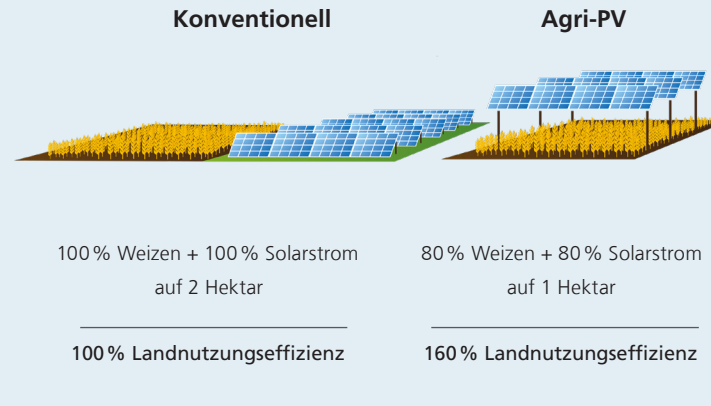 Konventionell
100 % Weizen + 100 % Solarstrom
auf 2 Hektar
100 % Landnutzungseffizienz
Agri-PV
80 % Weizen + 80 % Solarstrom
auf 1 Hektar
160 % Landnutzungseffizienz